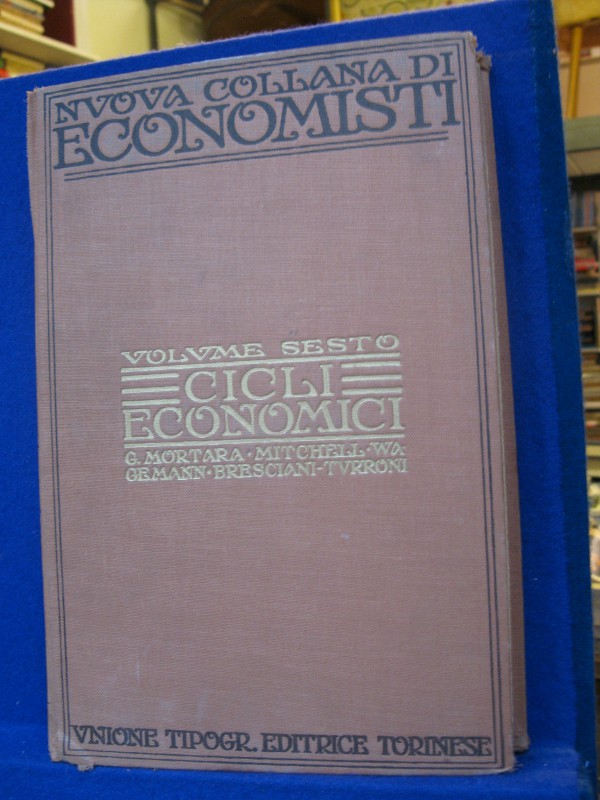 NVOVA COLLANA DI
ECONOMISTI
VOLVME SESTO
CICLI
ECONOMICI
G. MORTARA · MITCHELL · WA
GEMANN · BRESCIANI-TVRRONI
VNIONE TIPOGR. EDITRICE TORINESE